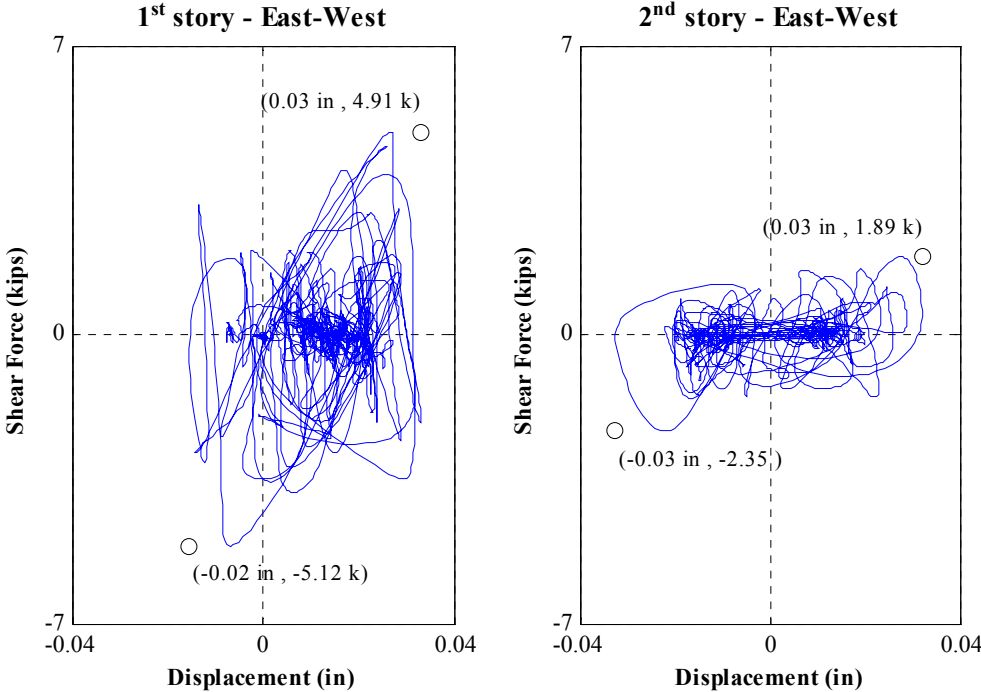 1st story - East-West
7
(0.03 in , 4.91 k)
Shear Force (kips)
0
(-0.02 in , -5.12 k)
-7
-0.04
0
0.04
Displacement (in)
2nd story - East-West
7
(0.03 in , 1.89 k)
Shear Force (kips)
0
(-0.03 in , -2.35 )
-7
-0.04
0
0.04
Displacement (in)